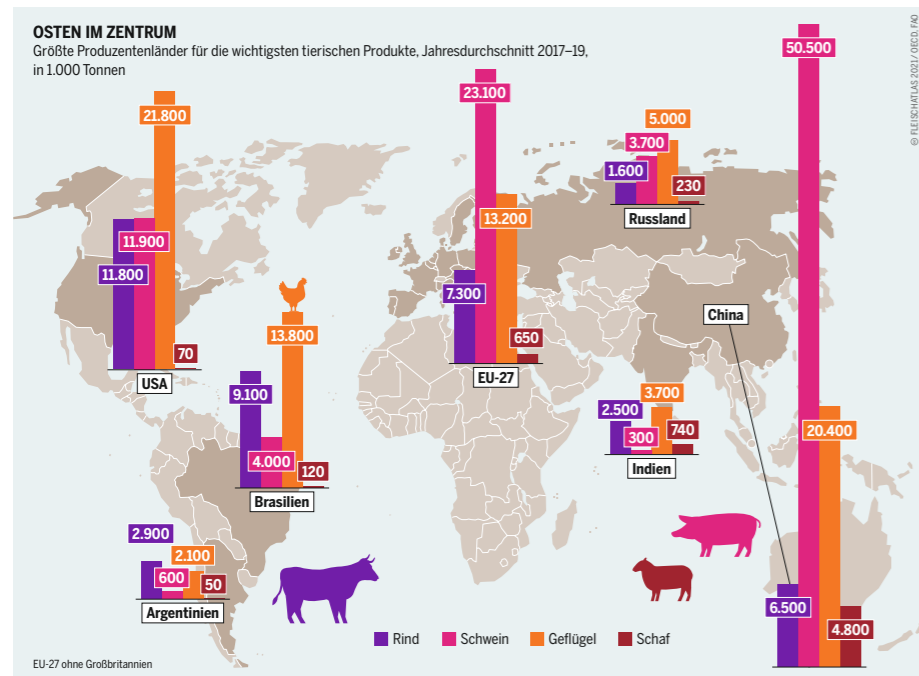 OSTEN IM ZENTRUM
Größte Produzentenländer für die wichtigsten tierischen Produkte, Jahresdurchschnitt 2017–19,
in 1.000 Tonnen
© FLEISCHATLAS 2021/ OECD, FAO
21.800
11.900
11.800
70
USA
13.800
9.100
4.000
120
Brasilien
2.900
2.100
600
50
Argentinien
23.100
13.200
7.300
650
EU-27
5.000
3.700
1.600
230
Russland
3.700
2.500
300
740
Indien
China
50.500
20.400
6.500
4.800
Rind Schwein Geflügel Schaf
EU-27 ohne Großbritannien